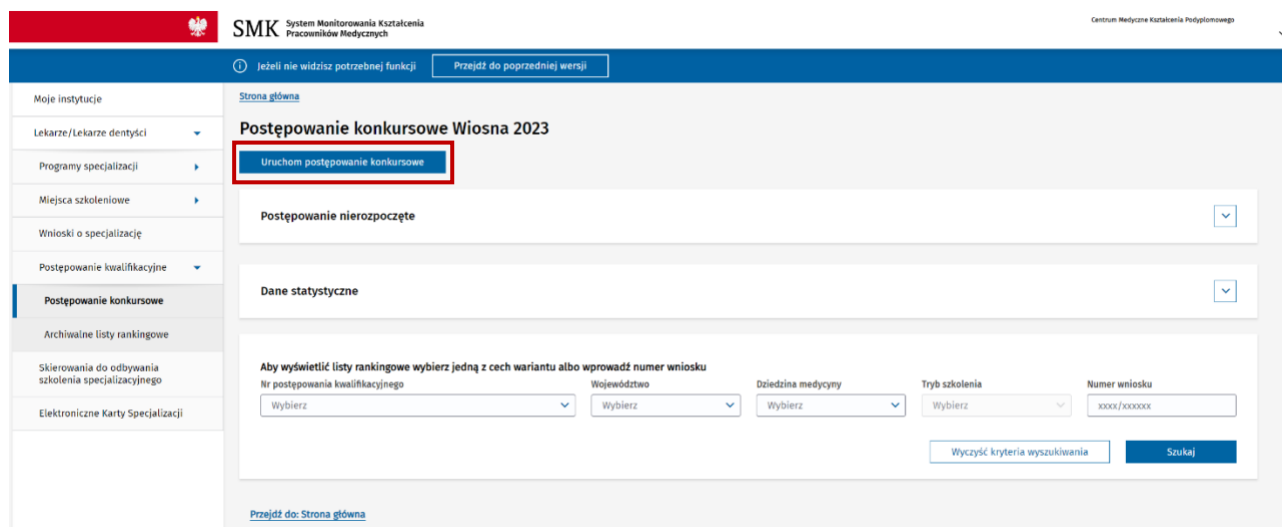 SMK System Monitorowania Kształcenia
Pracowników Medycznych
Centrum Medyczne Kształcenia Podyplomowego
Jeżeli nie widzisz potrzebnej funkcji
Przejdź do poprzedniej wersji
Moje instytucje
Lekarze/Lekarze dentyści
Programy specjalizacji
Miejsca szkoleniowe
Wnioski o specjalizację
Postępowanie kwalifikacyjne
Postępowanie konkursowe
Archiwalne listy rankingowe
Skierowania do odbywania
szkolenia specjalizacyjnego
Elektroniczne Karty Specjalizacji
Strona główna
Postępowanie konkursowe Wiosna 2023
Uruchom postępowanie konkursowe
Postępowanie nierozpoczęte
Dane statystyczne
Aby wyświetlić listy rankingowe wybierz jedną z cech wariantu albo wprowadź numer wniosku
Nr postępowania kwalifikacyjnego
Województwo
Dziedzina medycyny
Tryb szkolenia
Numer wniosku
Wybierz
Wybierz
Wybierz
Wybierz
xxxx/xxxxxx
Wyczyść kryteria wyszukiwania
Szukaj
Przejdź do: Strona główna